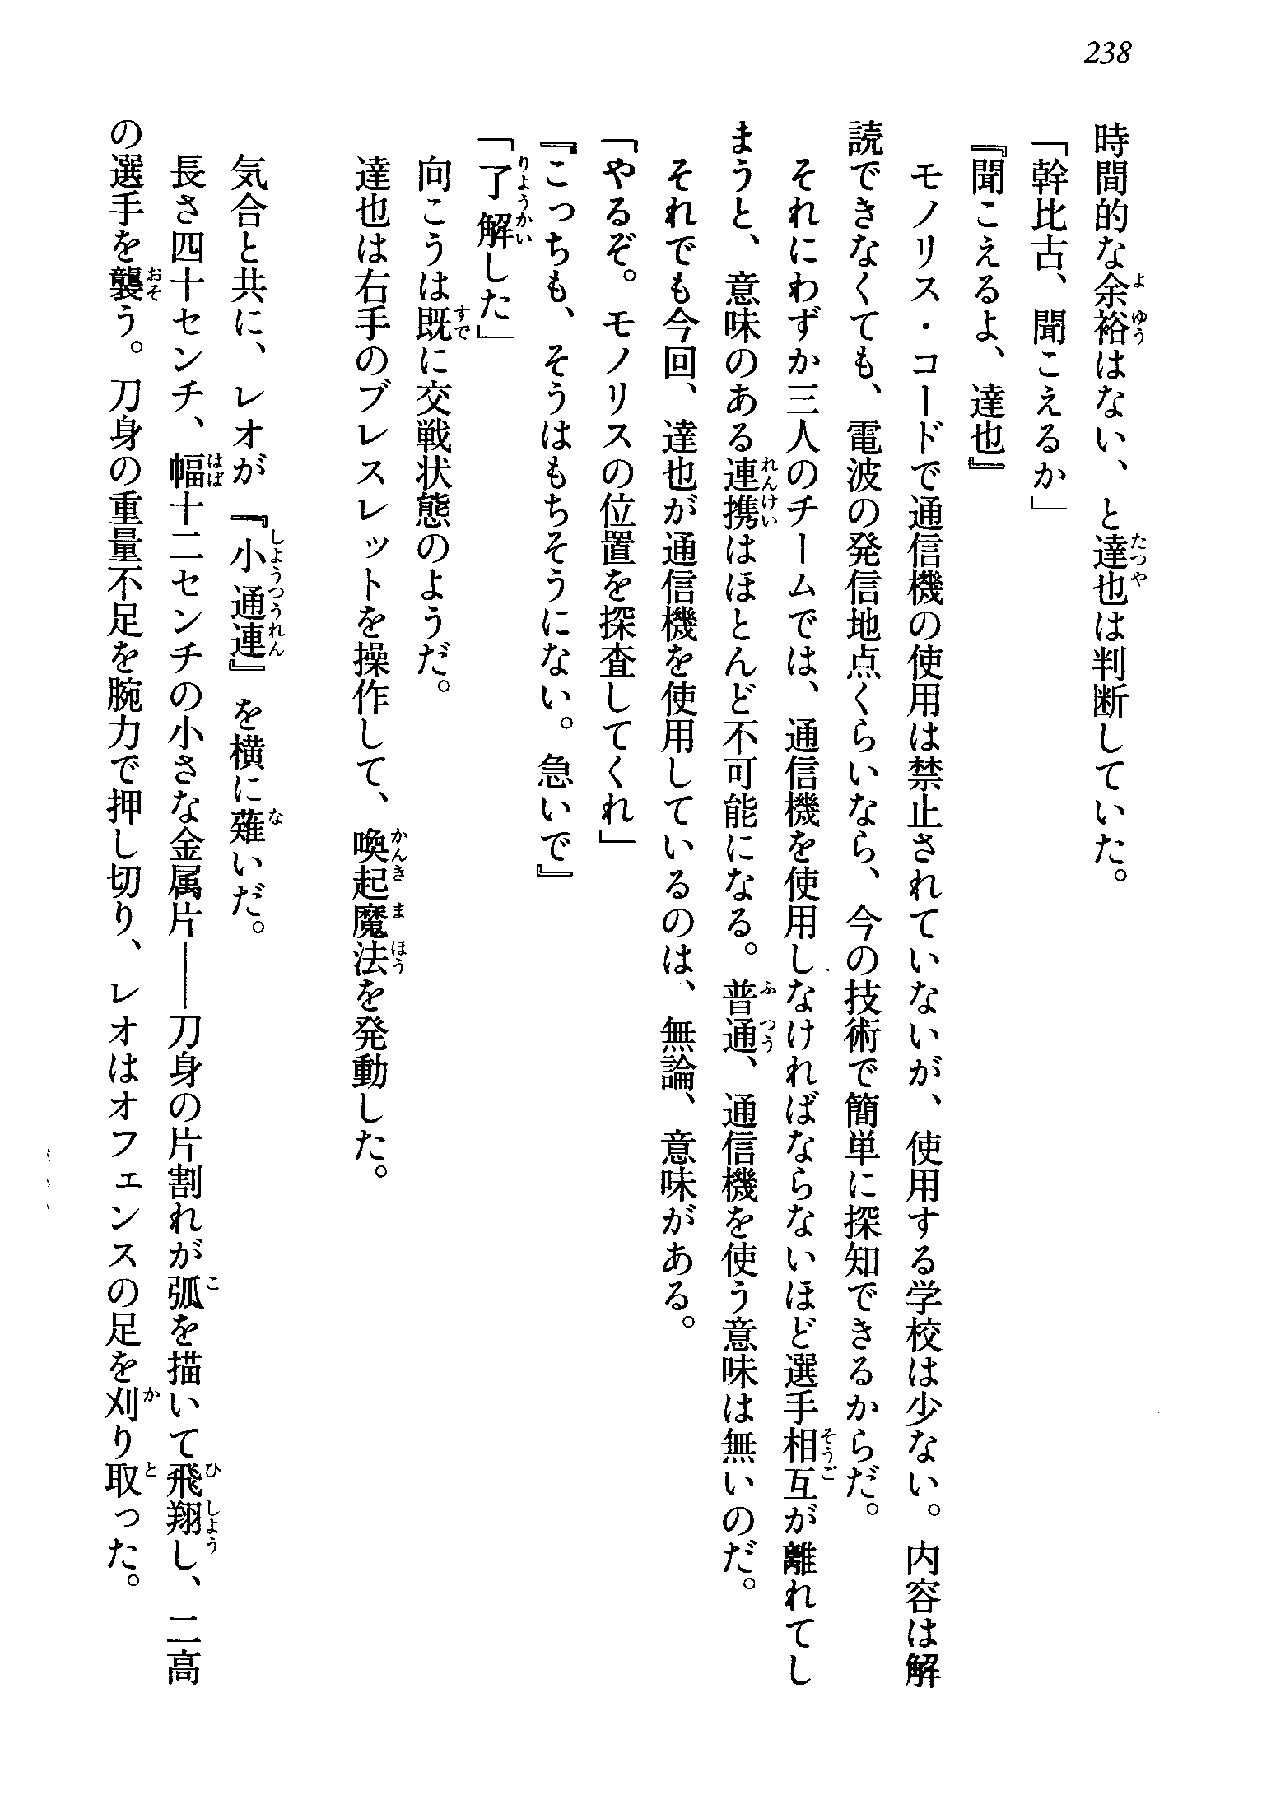 238
時間的な余裕はない、と達也は判断していた。
「幹比古、聞こえるか」
『聞こえるよ、達也』
モノリス・コードで通信機の使用は禁止されていないが、使用する学校は少ない。内容は解
読できなくても、電波の発信地点くらいなら、今の技術で簡単に探知できるからだ。
それにわずか三人のチームでは、通信機を使用しなければならないほど選手相互が離れてし
まうと、意味のある連携はほとんど不可能になる。普通、通信機を使う意味は無いのだ。
それでも今回、達也が通信機を使用しているのは、無論、意味がある。
「やるぞ。モノリスの位置を探査してくれ」
『こっちも、そうはもちそうにない。急いで』
「了解した」
向こうは既に交戦状態のようだ。
達也は右手のブレスレットを操作して、喚起魔法を発動した。
気合と共に、レオが『小通連』を横に薙いだ。
長さ四十センチ、幅十二センチの小さな金属片――刀身の片割れが弧を描いて飛翔し、二高
の選手を襲う。刀身の重量不足を腕力で押し切り、レオはオフェンスの足を刈り取った。